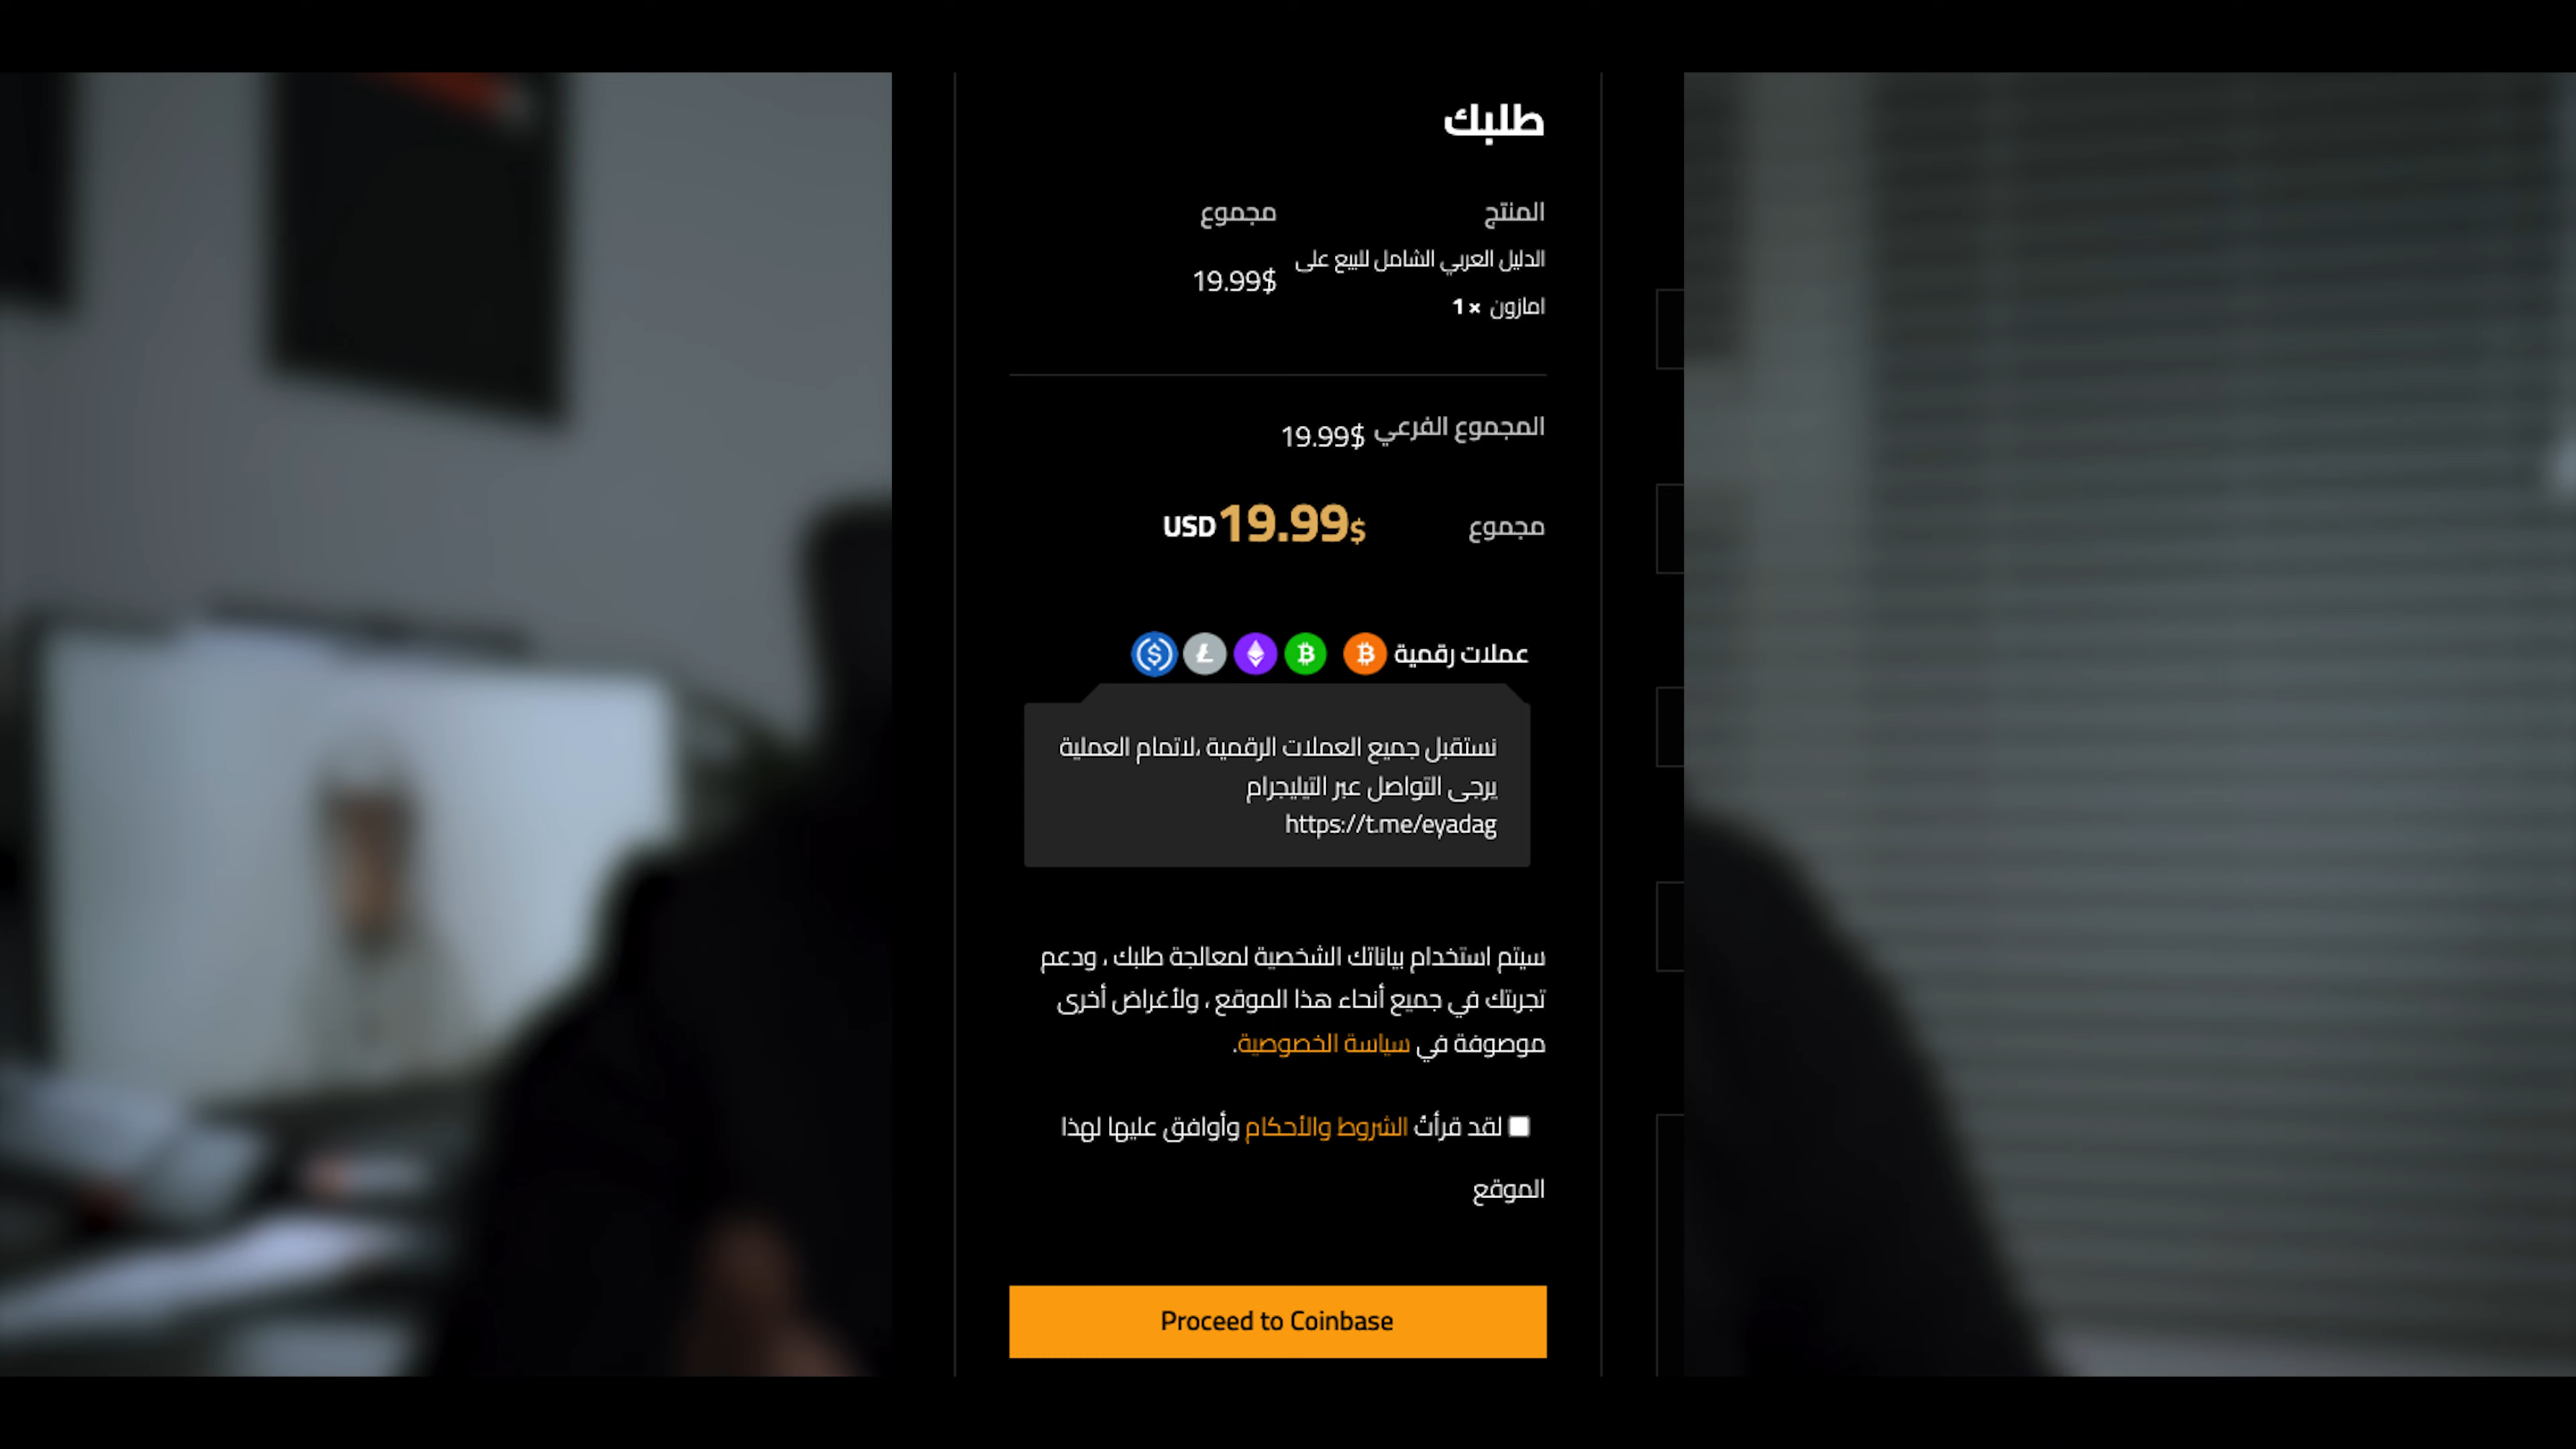 طلبك
المنتج مجموع
الدليل العربي الشامل للبيع على
امازون × 1 19.99$
المجموع الفرعي 19.99$
مجموع 19.99$ USD
عملات رقمية
نستقبل جميع العملات الرقمية ،لاتمام العملية
يرجى التواصل عبر التيليجرام
https://t.me/eyadag
سيتم استخدام بياناتك الشخصية لمعالجة طلبك ، ودعم
تجربتك في جميع أنحاء هذا الموقع ، ولأغراض أخرى
موصوفة في سياسة الخصوصية.
لقد قرأتُ الشروط والأحكام وأوافق عليها لهذا
الموقع
Proceed to Coinbase